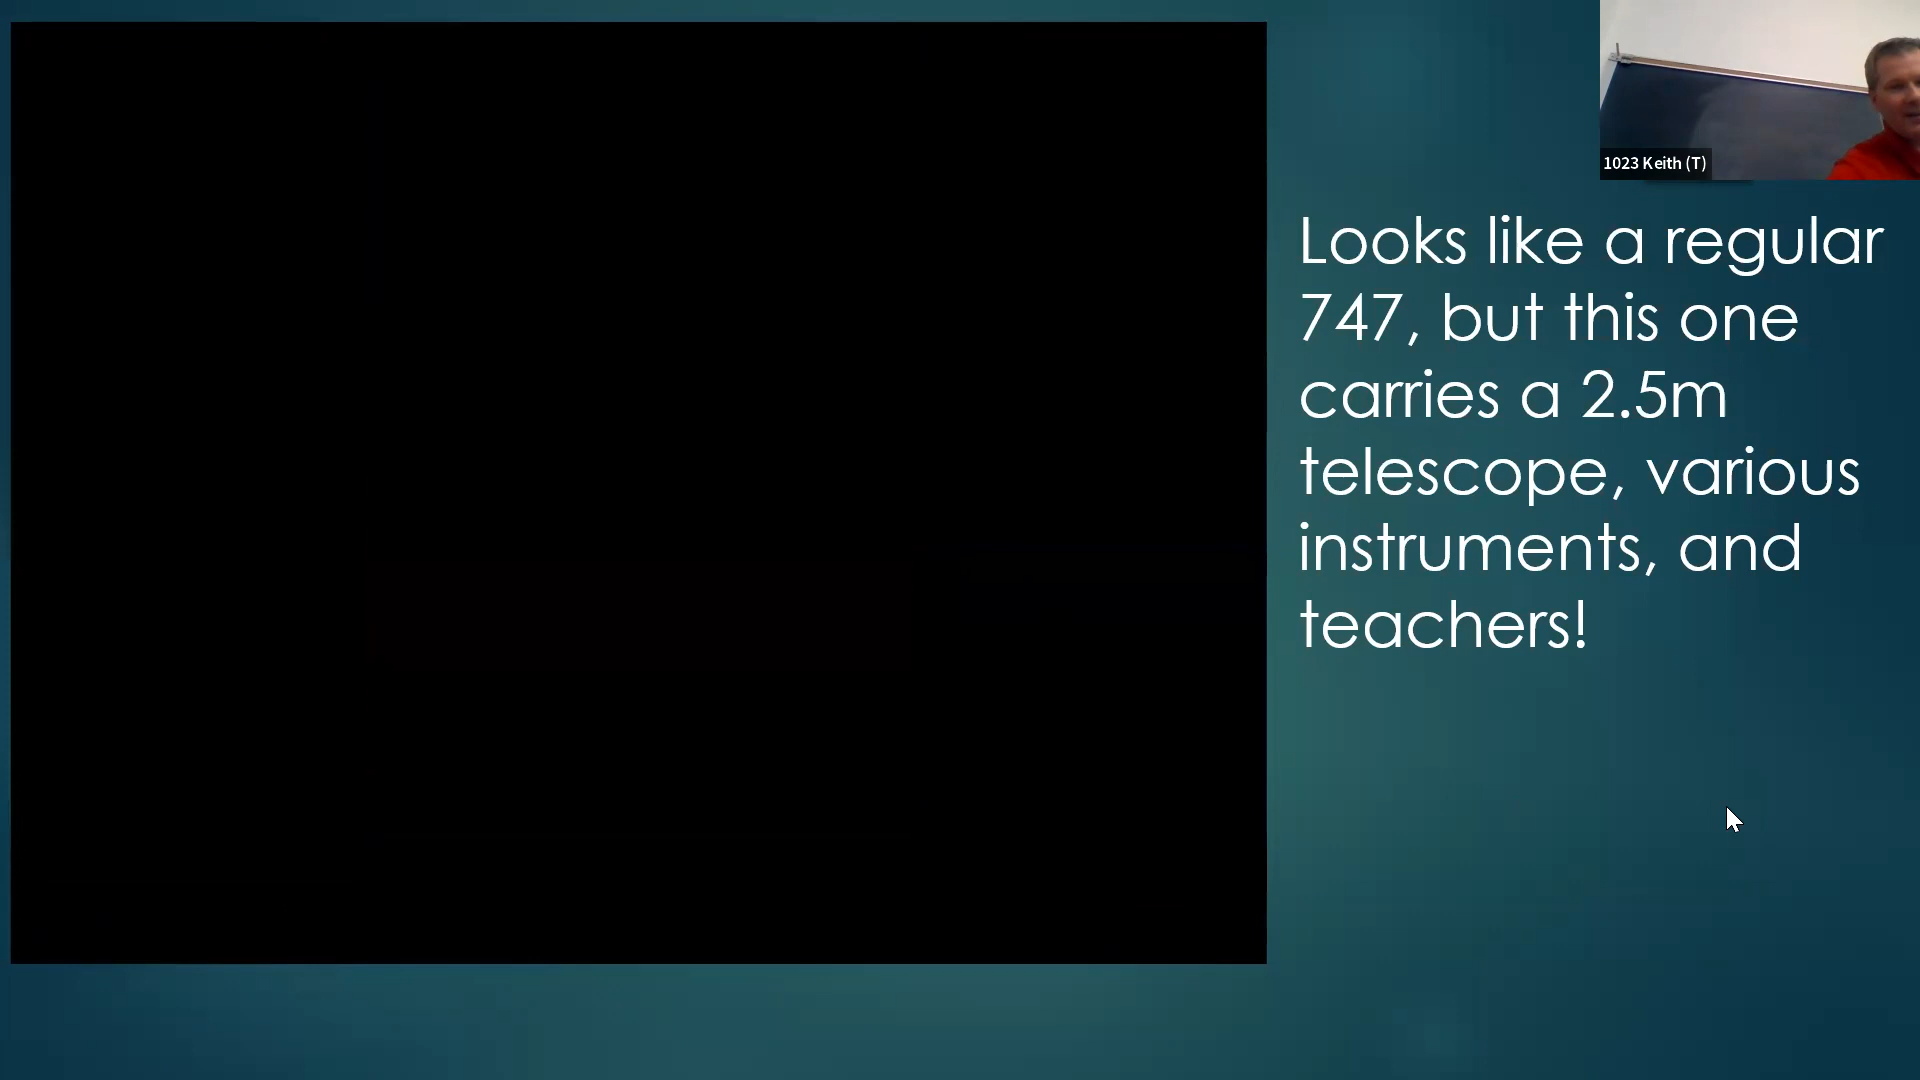 1023 Keith (T)
Looks like a regular
747, but this one
carries a 2.5m
telescope, various
instruments, and
teachers!